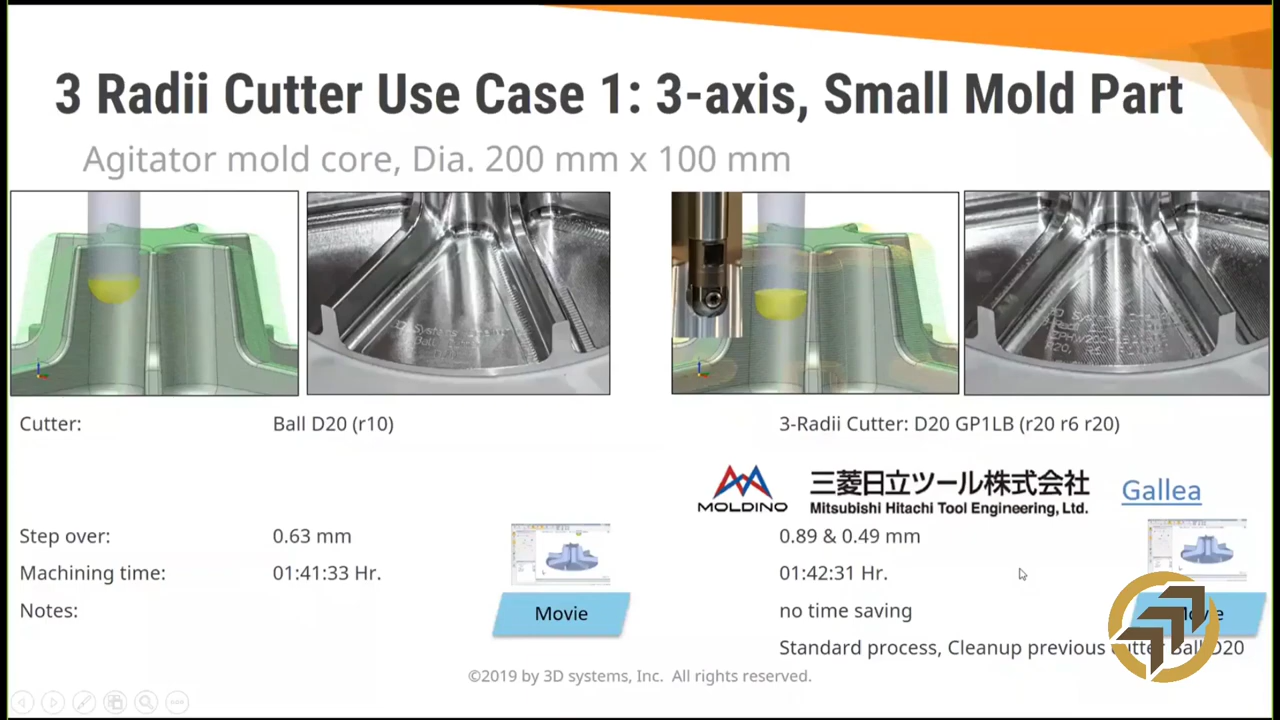 3 Radii Cutter Use Case 1: 3-axis, Small Mold Part
Agitator mold core, Dia. 200 mm x 100 mm
Cutter:
Ball D20 (r10)
3-Radii Cutter: D20 GP1LB (r20 r6 r20)
MOLDINO
三菱日立ツール株式会社
Mitsubishi Hitachi Tool Engineering, Ltd.
Gallea
Step over:
0.63 mm
0.89 & 0.49 mm
Machining time:
01:41:33 Hr.
01:42:31 Hr.
Notes:
Movie
no time saving
Standard process, Cleanup previous Ball D20
©2019 by 3D systems, Inc. All rights reserved.